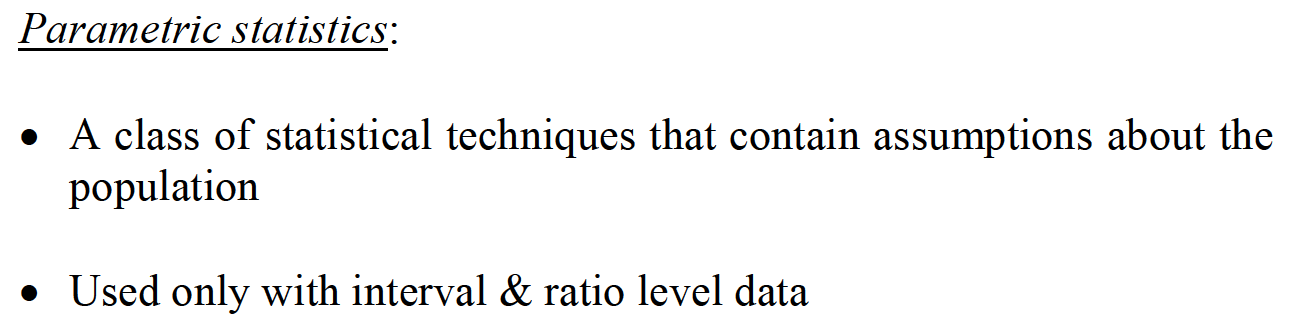 Parametric statistics:
• A class of statistical techniques that contain assumptions about the
population
• Used only with interval & ratio level data